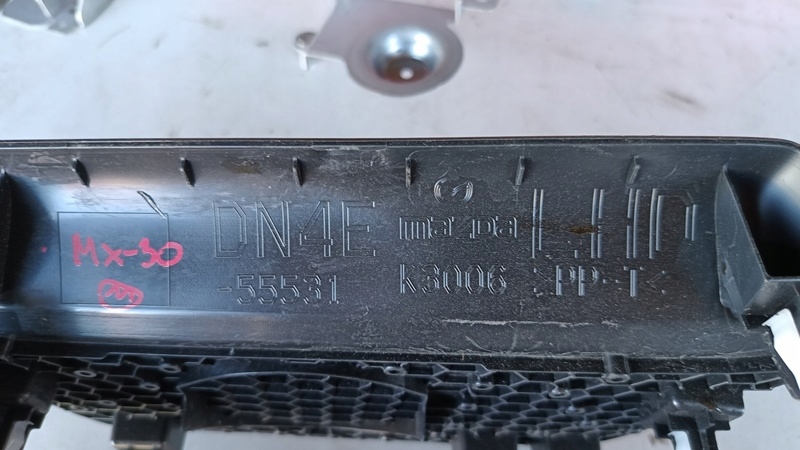 MX-30
DN4E mazda LHD
-55531 K3006 >PP-T<